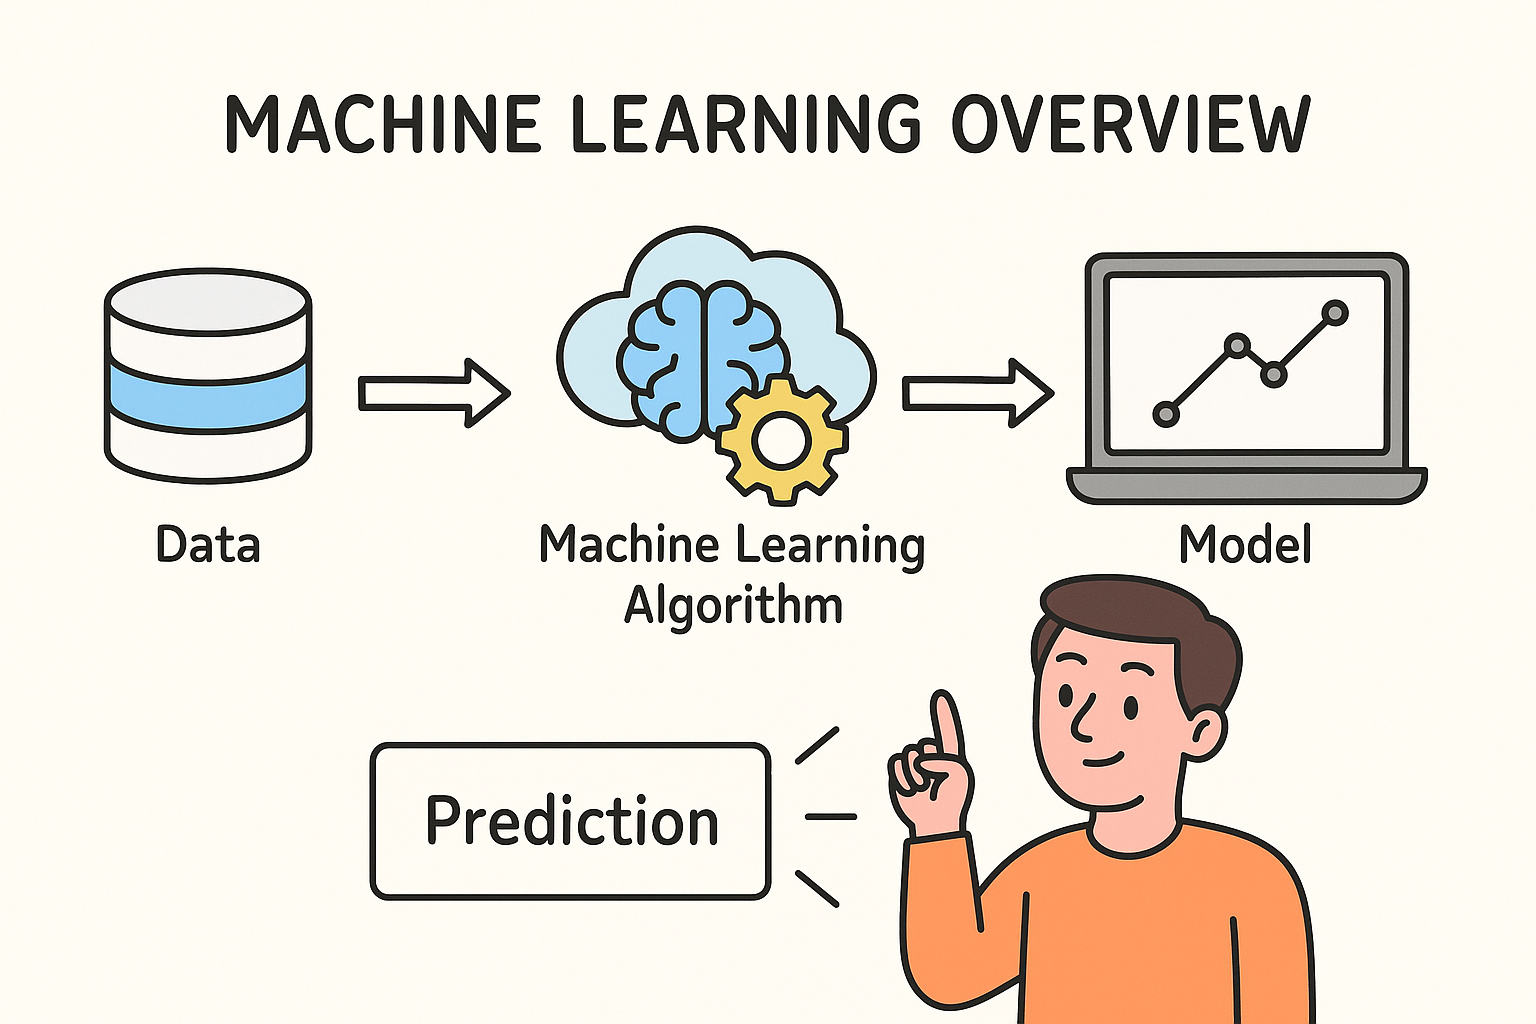 MACHINE LEARNING OVERVIEW
Data
Machine Learning
Algorithm
Model
Prediction